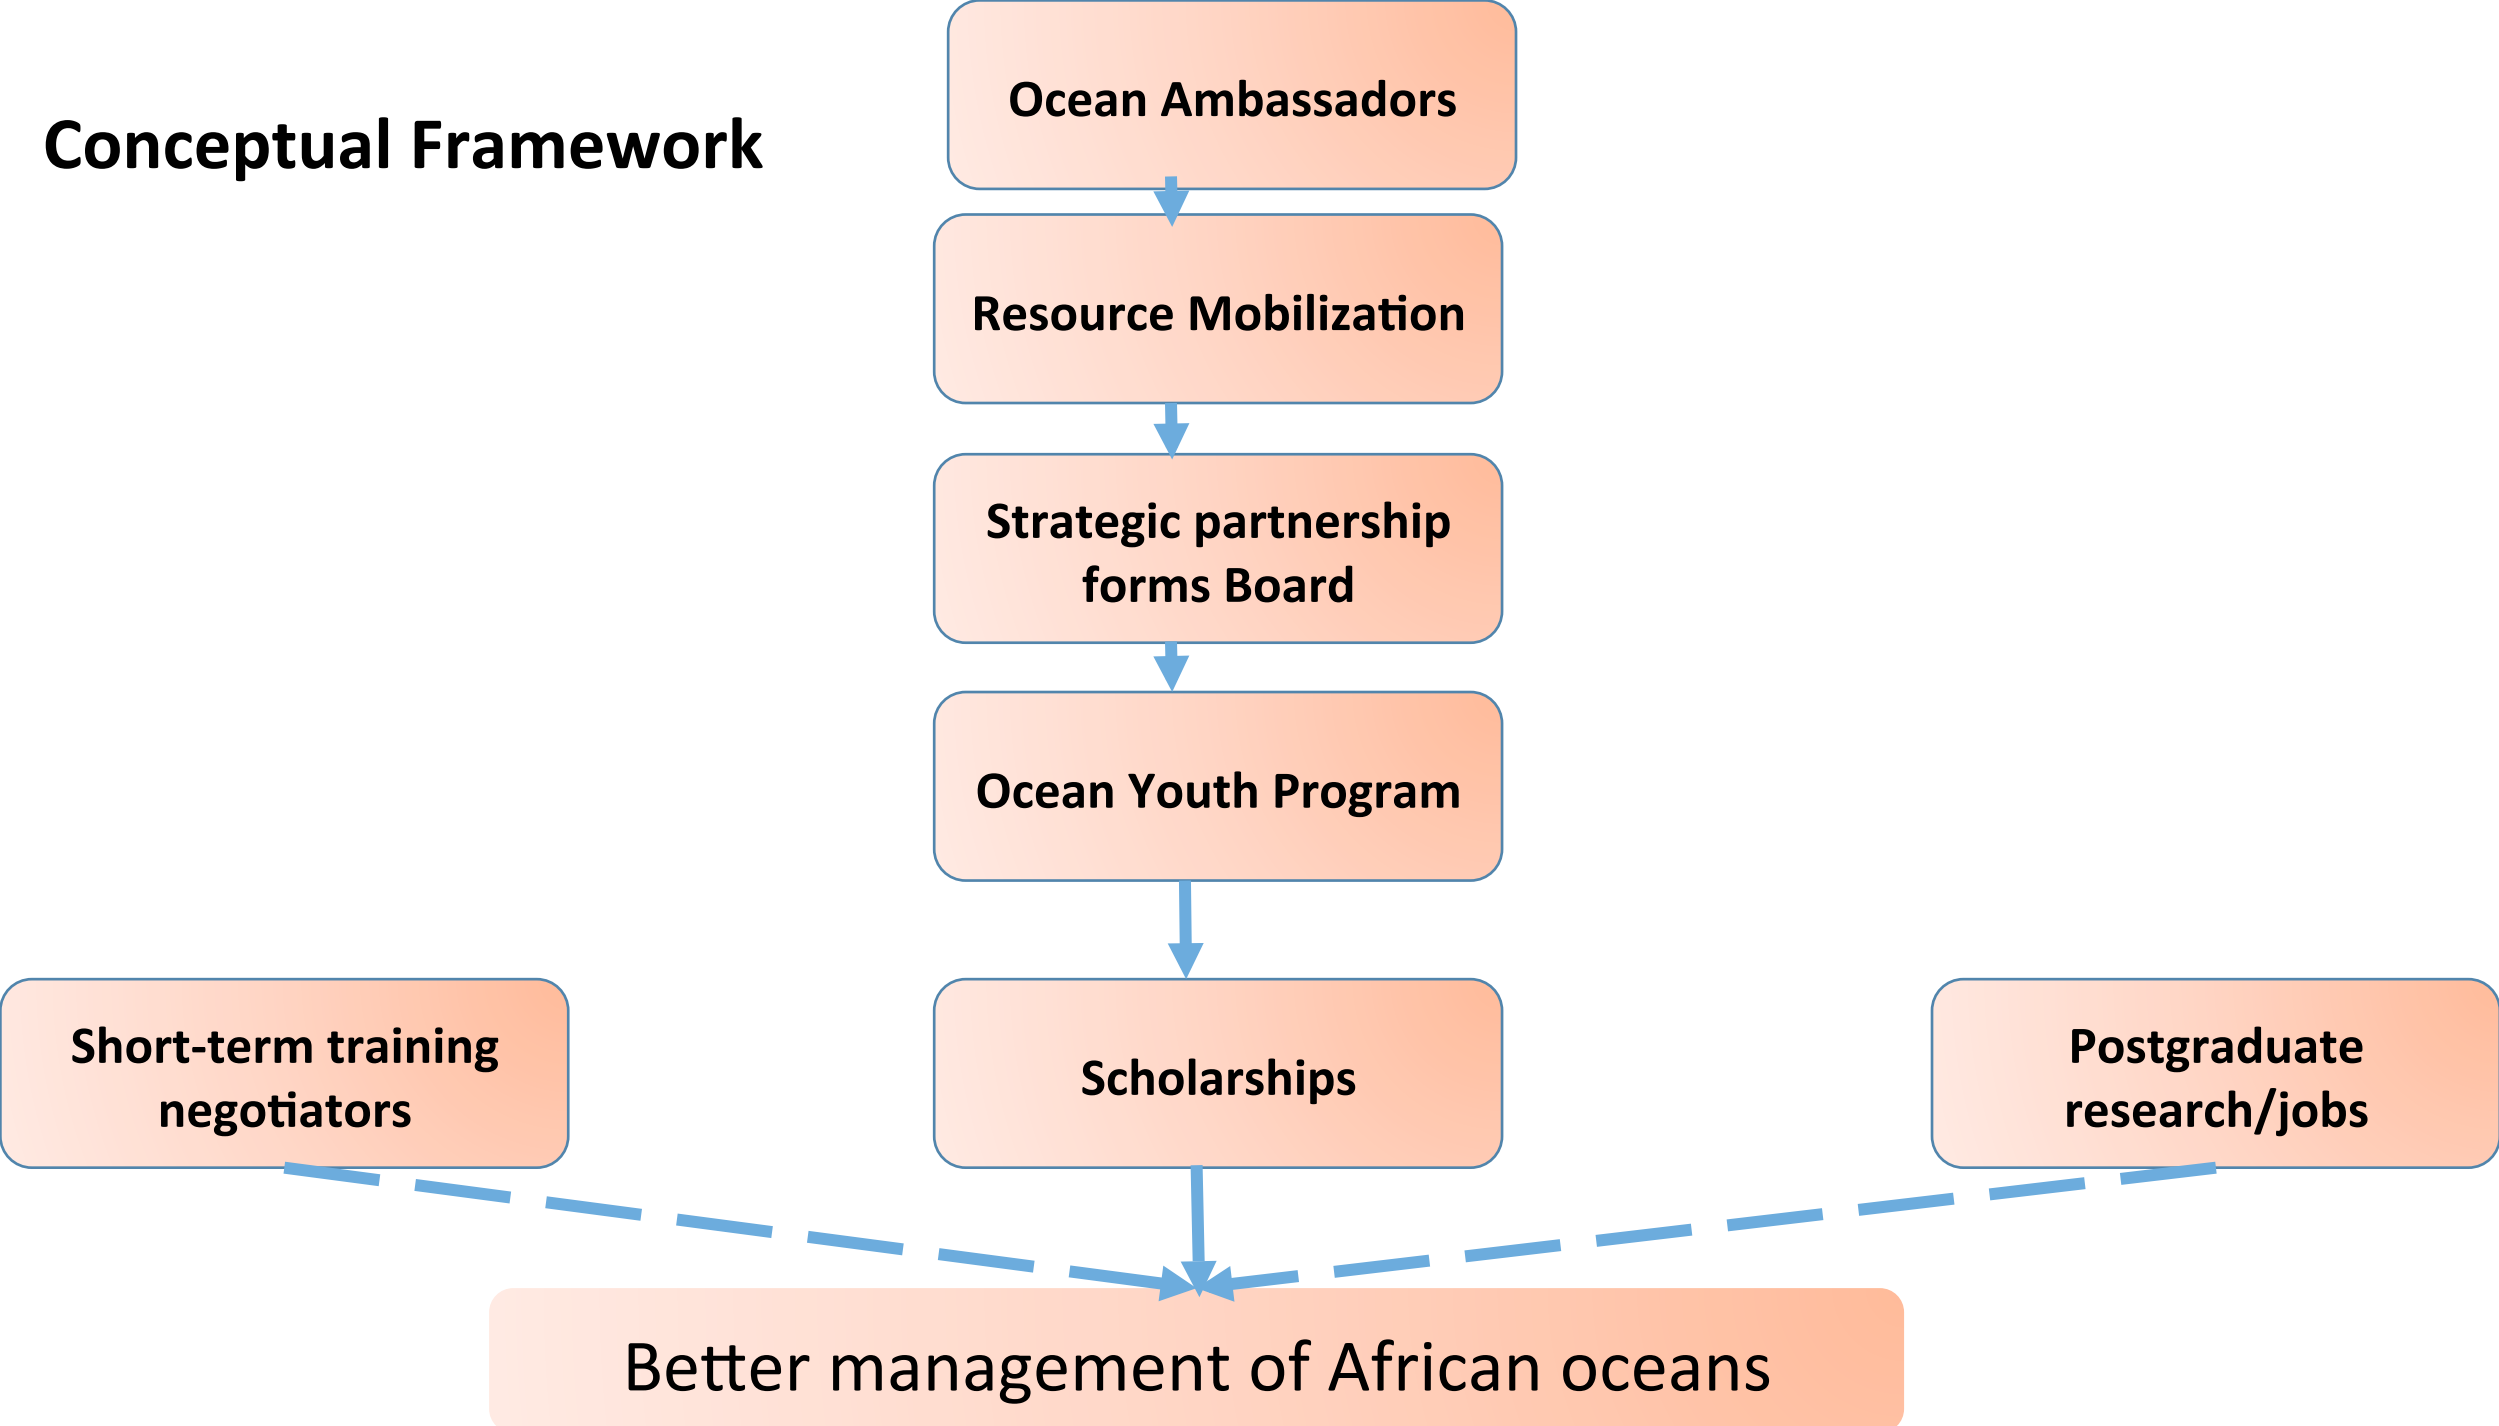 Conceptual Framework
Ocean Ambassadors
Resource Mobilization
Strategic partnership
forms Board
Ocean Youth Program
Short-term training
negotiators
Scholarships
Postgraduate
research/jobs
Better management of African oceans